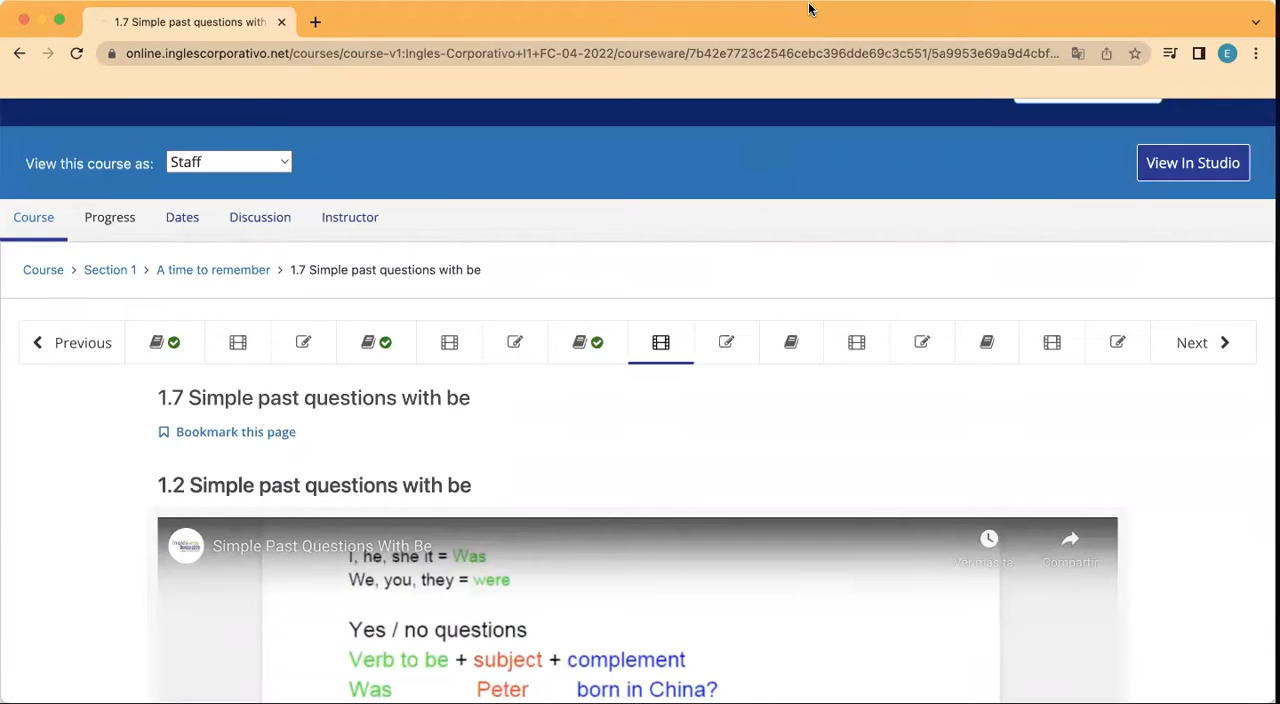 1.7 Simple past questions with
online.inglescorporativo.net/courses/course-v1:Ingles-Corporativo+I1+FC-04-2022/courseware/7b42e7723c2546cebc396dde69c3c551/5a9953e69a9d4cbf...
E
View this course as:
Staff
View In Studio
Course Progress Dates Discussion Instructor
Course > Section 1 > A time to remember > 1.7 Simple past questions with be
Previous
Next
1.7 Simple past questions with be
Bookmark this page
1.2 Simple past questions with be
Simple Past Questions With Be
Ver más ta...
Compartir
I, he, she it = Was
We, you, they = were
Yes / no questions
Verb to be + subject + complement
Was Peter born in China?